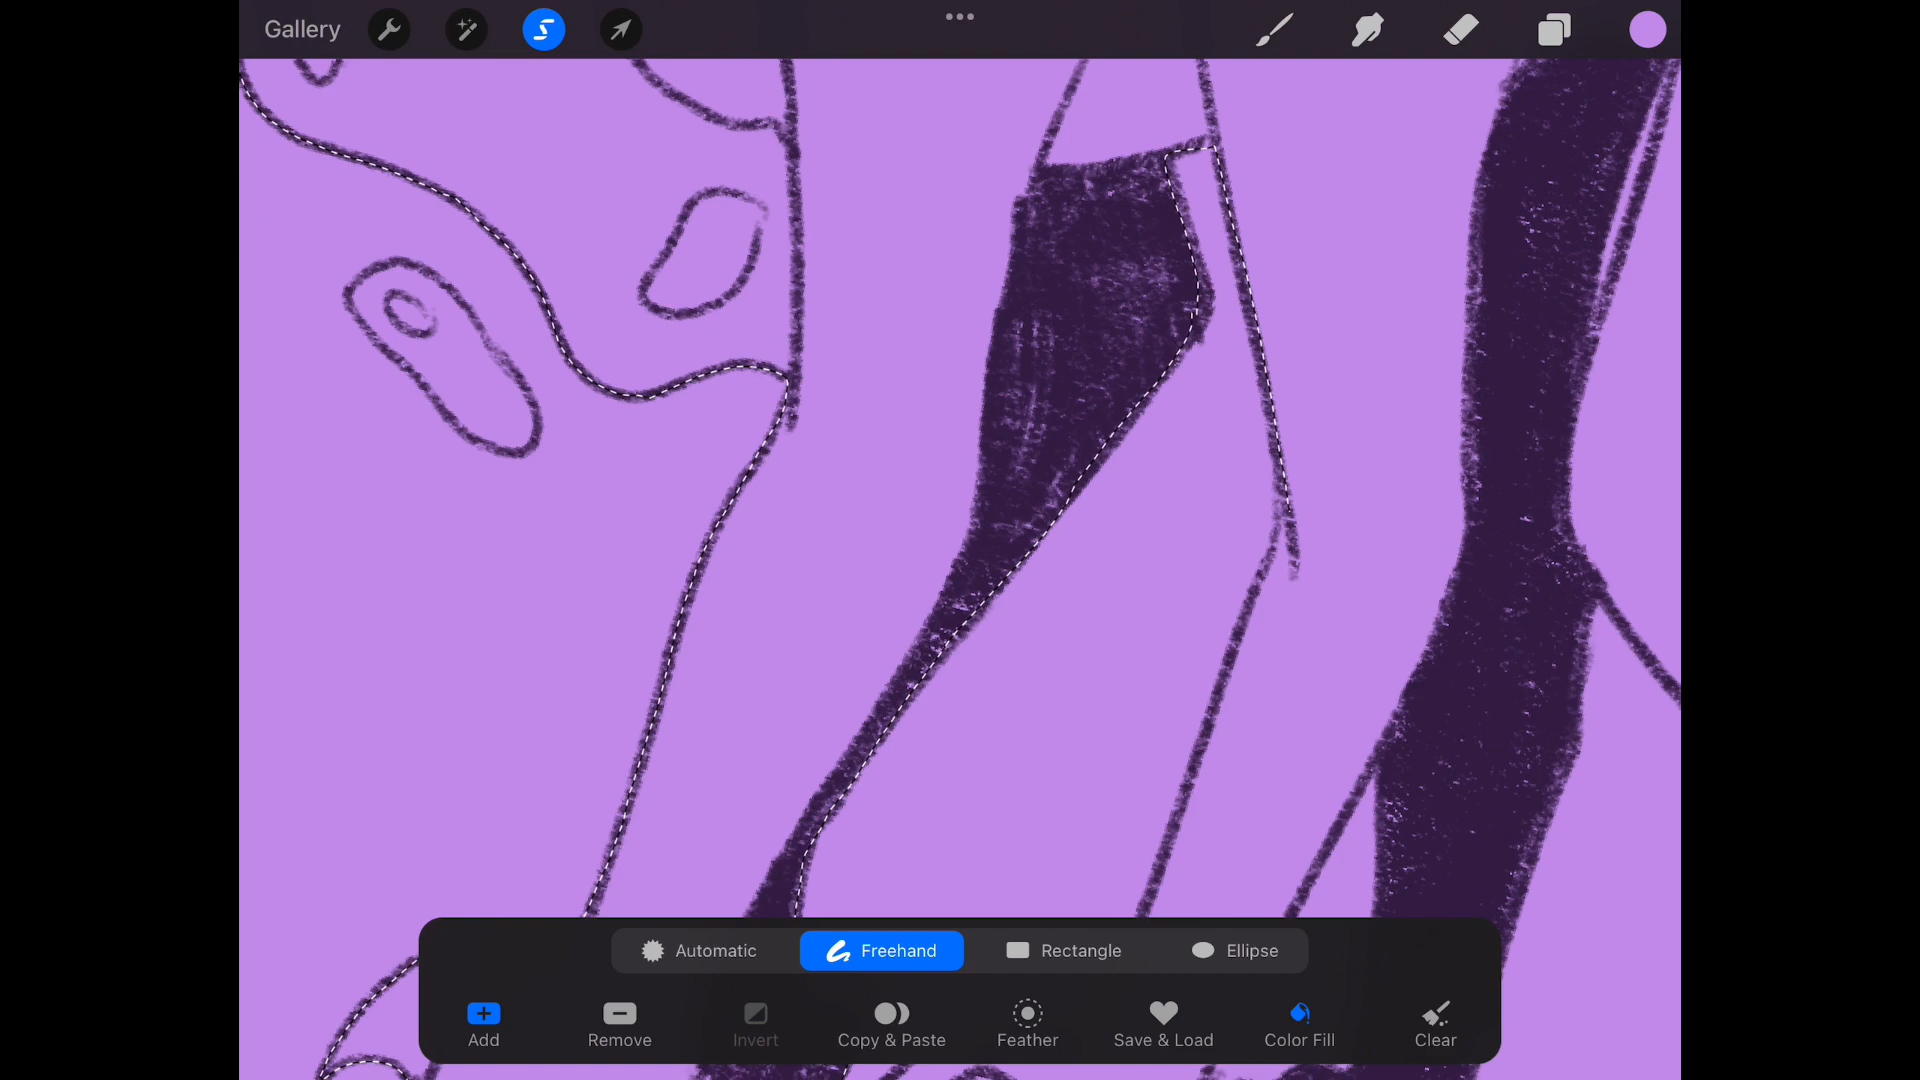 Gallery
Automatic Freehand Rectangle Ellipse
Add Remove Invert Copy & Paste Feather Save & Load Color Fill Clear